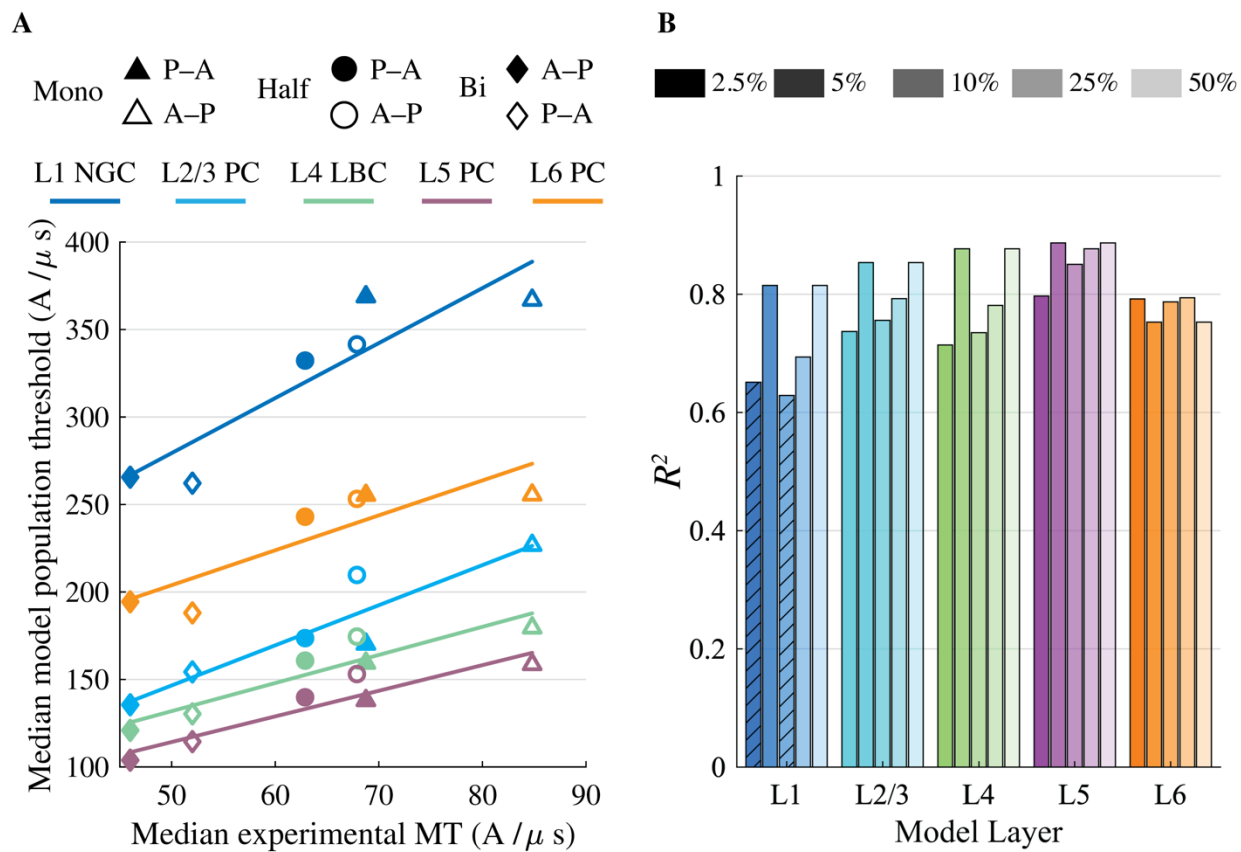 A
B
Mono P–A Half P–A Bi A–P
A–P A–P P–A
2.5% 5% 10% 25% 50%
L1 NGC L2/3 PC L4 LBC L5 PC L6 PC
Median model population threshold (A /μ s)
400
350
300
250
200
150
100
50 60 70 80 90
Median experimental MT (A /μ s)
R²
1
0.8
0.6
0.4
0.2
0
L1 L2/3 L4 L5 L6
Model Layer